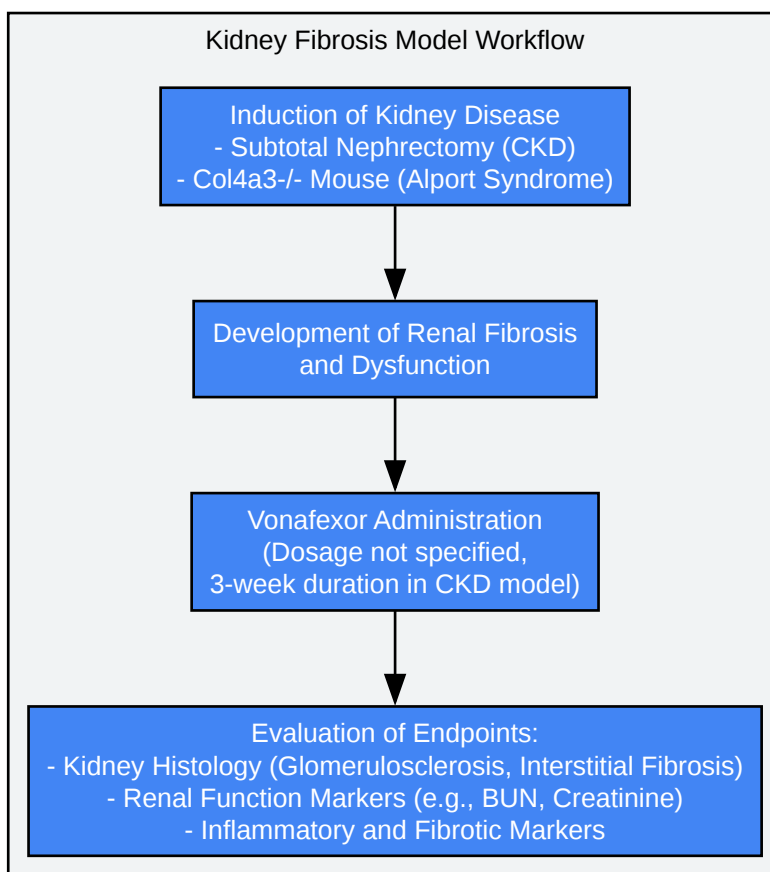 Kidney Fibrosis Model Workflow
Induction of Kidney Disease
- Subtotal Nephrectomy (CKD)
- Col4a3-/- Mouse (Alport Syndrome)
Development of Renal Fibrosis
and Dysfunction
Vonafexor Administration
(Dosage not specified,
3-week duration in CKD model)
Evaluation of Endpoints:
- Kidney Histology (Glomerulosclerosis, Interstitial Fibrosis)
- Renal Function Markers (e.g., BUN, Creatinine)
- Inflammatory and Fibrotic Markers